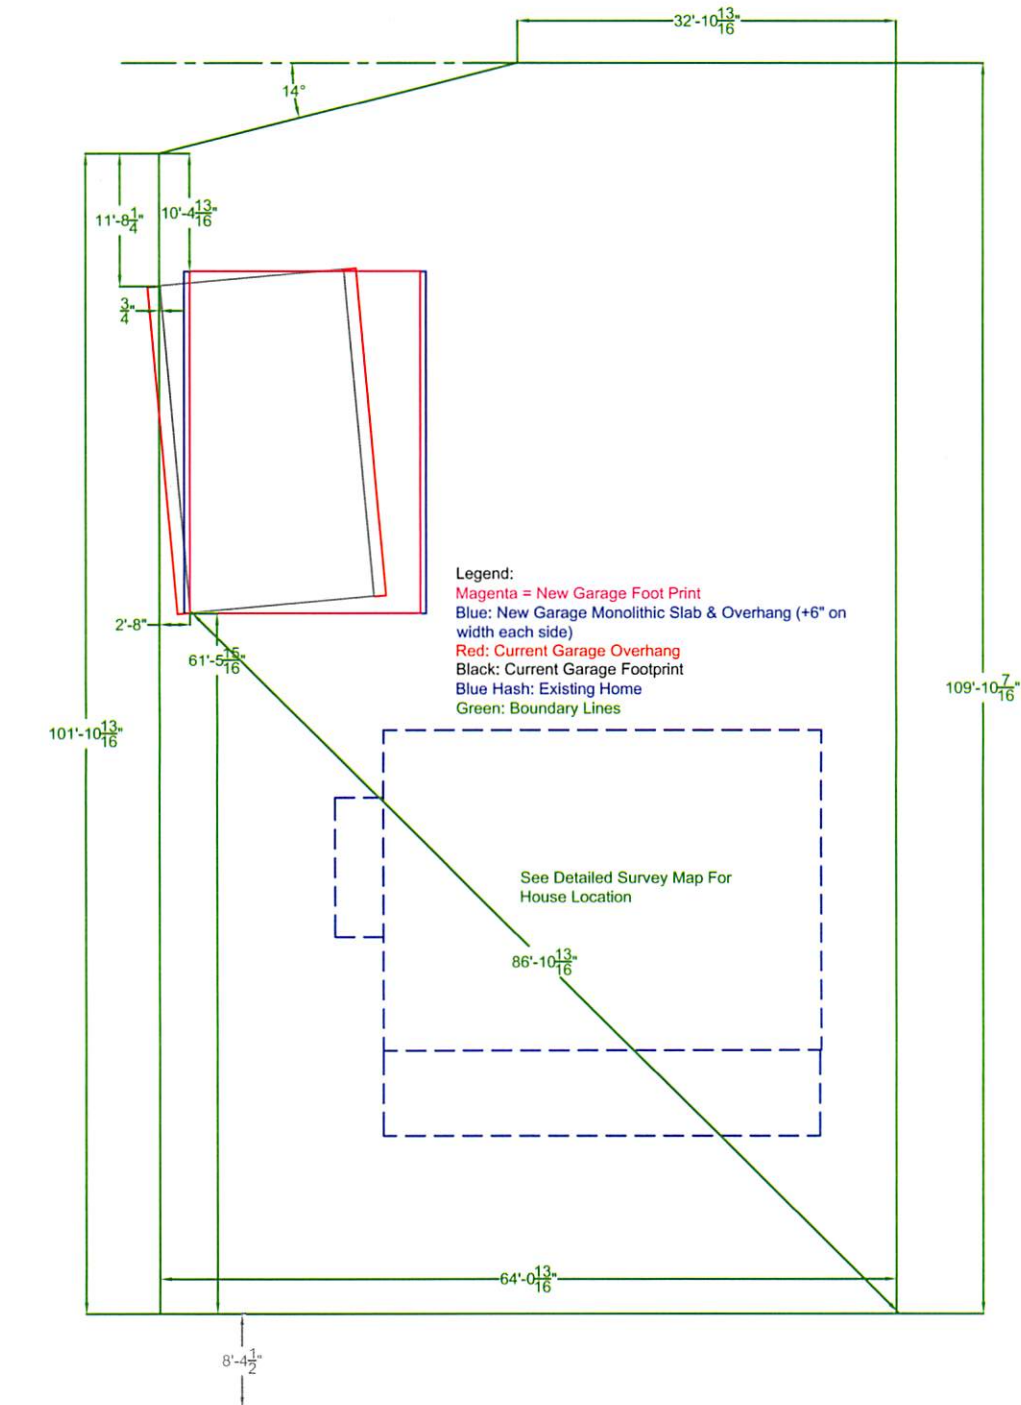 32'-10 13/16"
14°
11'-8 1/4"
10'-4 13/16"
3/4"
Legend:
Magenta = New Garage Foot Print
Blue: New Garage Monolithic Slab & Overhang (+6" on
width each side)
Red: Current Garage Overhang
Black: Current Garage Footprint
Blue Hash: Existing Home
Green: Boundary Lines
2'-8"
61'-5 15/16"
109'-10 7/16"
101'-10 13/16"
See Detailed Survey Map For
House Location
86'-10 13/16"
64'-0 13/16"
8'-4 1/2"